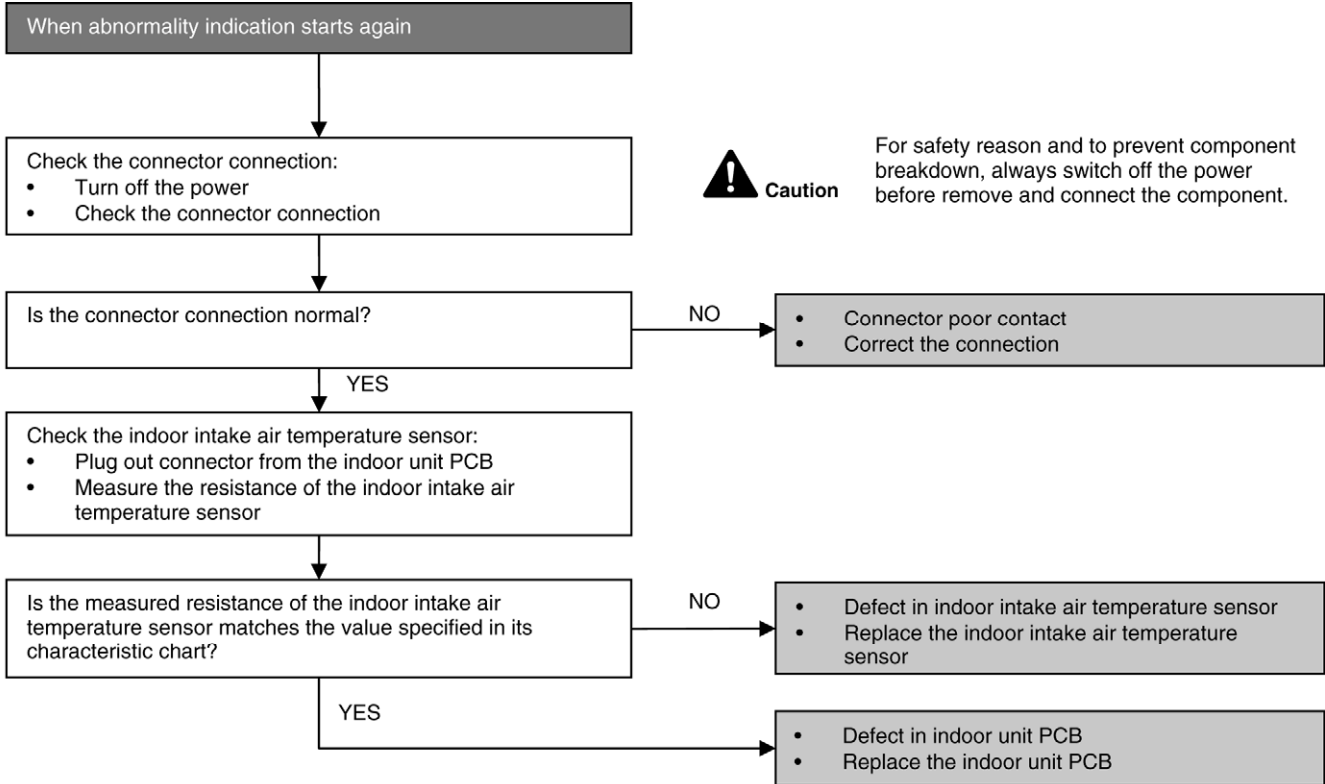 When abnormality indication starts again
Check the connector connection:
• Turn off the power
• Check the connector connection
Caution
For safety reason and to prevent component
breakdown, always switch off the power
before remove and connect the component.
Is the connector connection normal?
NO
• Connector poor contact
• Correct the connection
YES
Check the indoor intake air temperature sensor:
• Plug out connector from the indoor unit PCB
• Measure the resistance of the indoor intake air
temperature sensor
Is the measured resistance of the indoor intake air
temperature sensor matches the value specified in its
characteristic chart?
NO
• Defect in indoor intake air temperature sensor
• Replace the indoor intake air temperature
sensor
YES
• Defect in indoor unit PCB
• Replace the indoor unit PCB